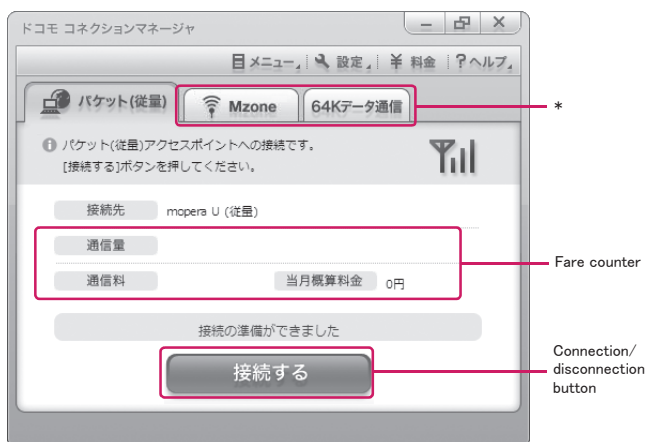 ドコモ コネクションマネージャ
メニュー 設定 ¥ 料金 ? ヘルプ
パケット(従量) Mzone 64Kデータ通信
*
パケット(従量)アクセスポイントへの接続です。
[接続する]ボタンを押してください。
接続先 mopera U (従量)
通信量
Fare counter
通信料 当月概算料金 0円
接続の準備ができました
接続する
Connection/
disconnection
button